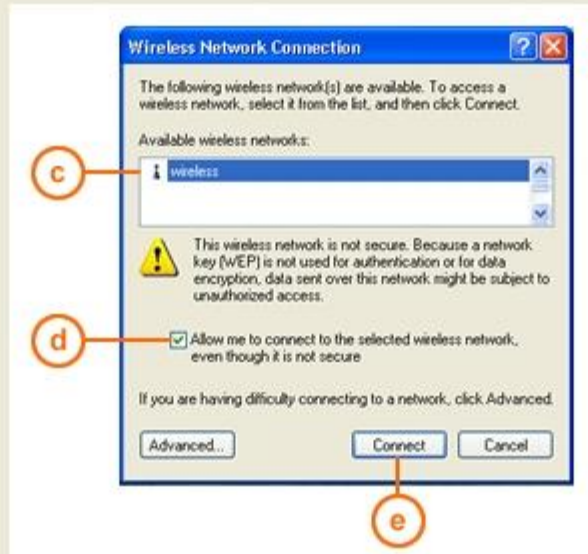 Wireless Network Connection
The following wireless network(s) are available. To access a
wireless network, select it from the list, and then click Connect.
Available wireless networks:
c
wireless
This wireless network is not secure. Because a network
key (WEP) is not used for authentication or for data
encryption, data sent over this network might be subject to
unauthorized access.
d
Allow me to connect to the selected wireless network,
even though it is not secure
If you are having difficulty connecting to a network, click Advanced.
Advanced... Connect Cancel
e